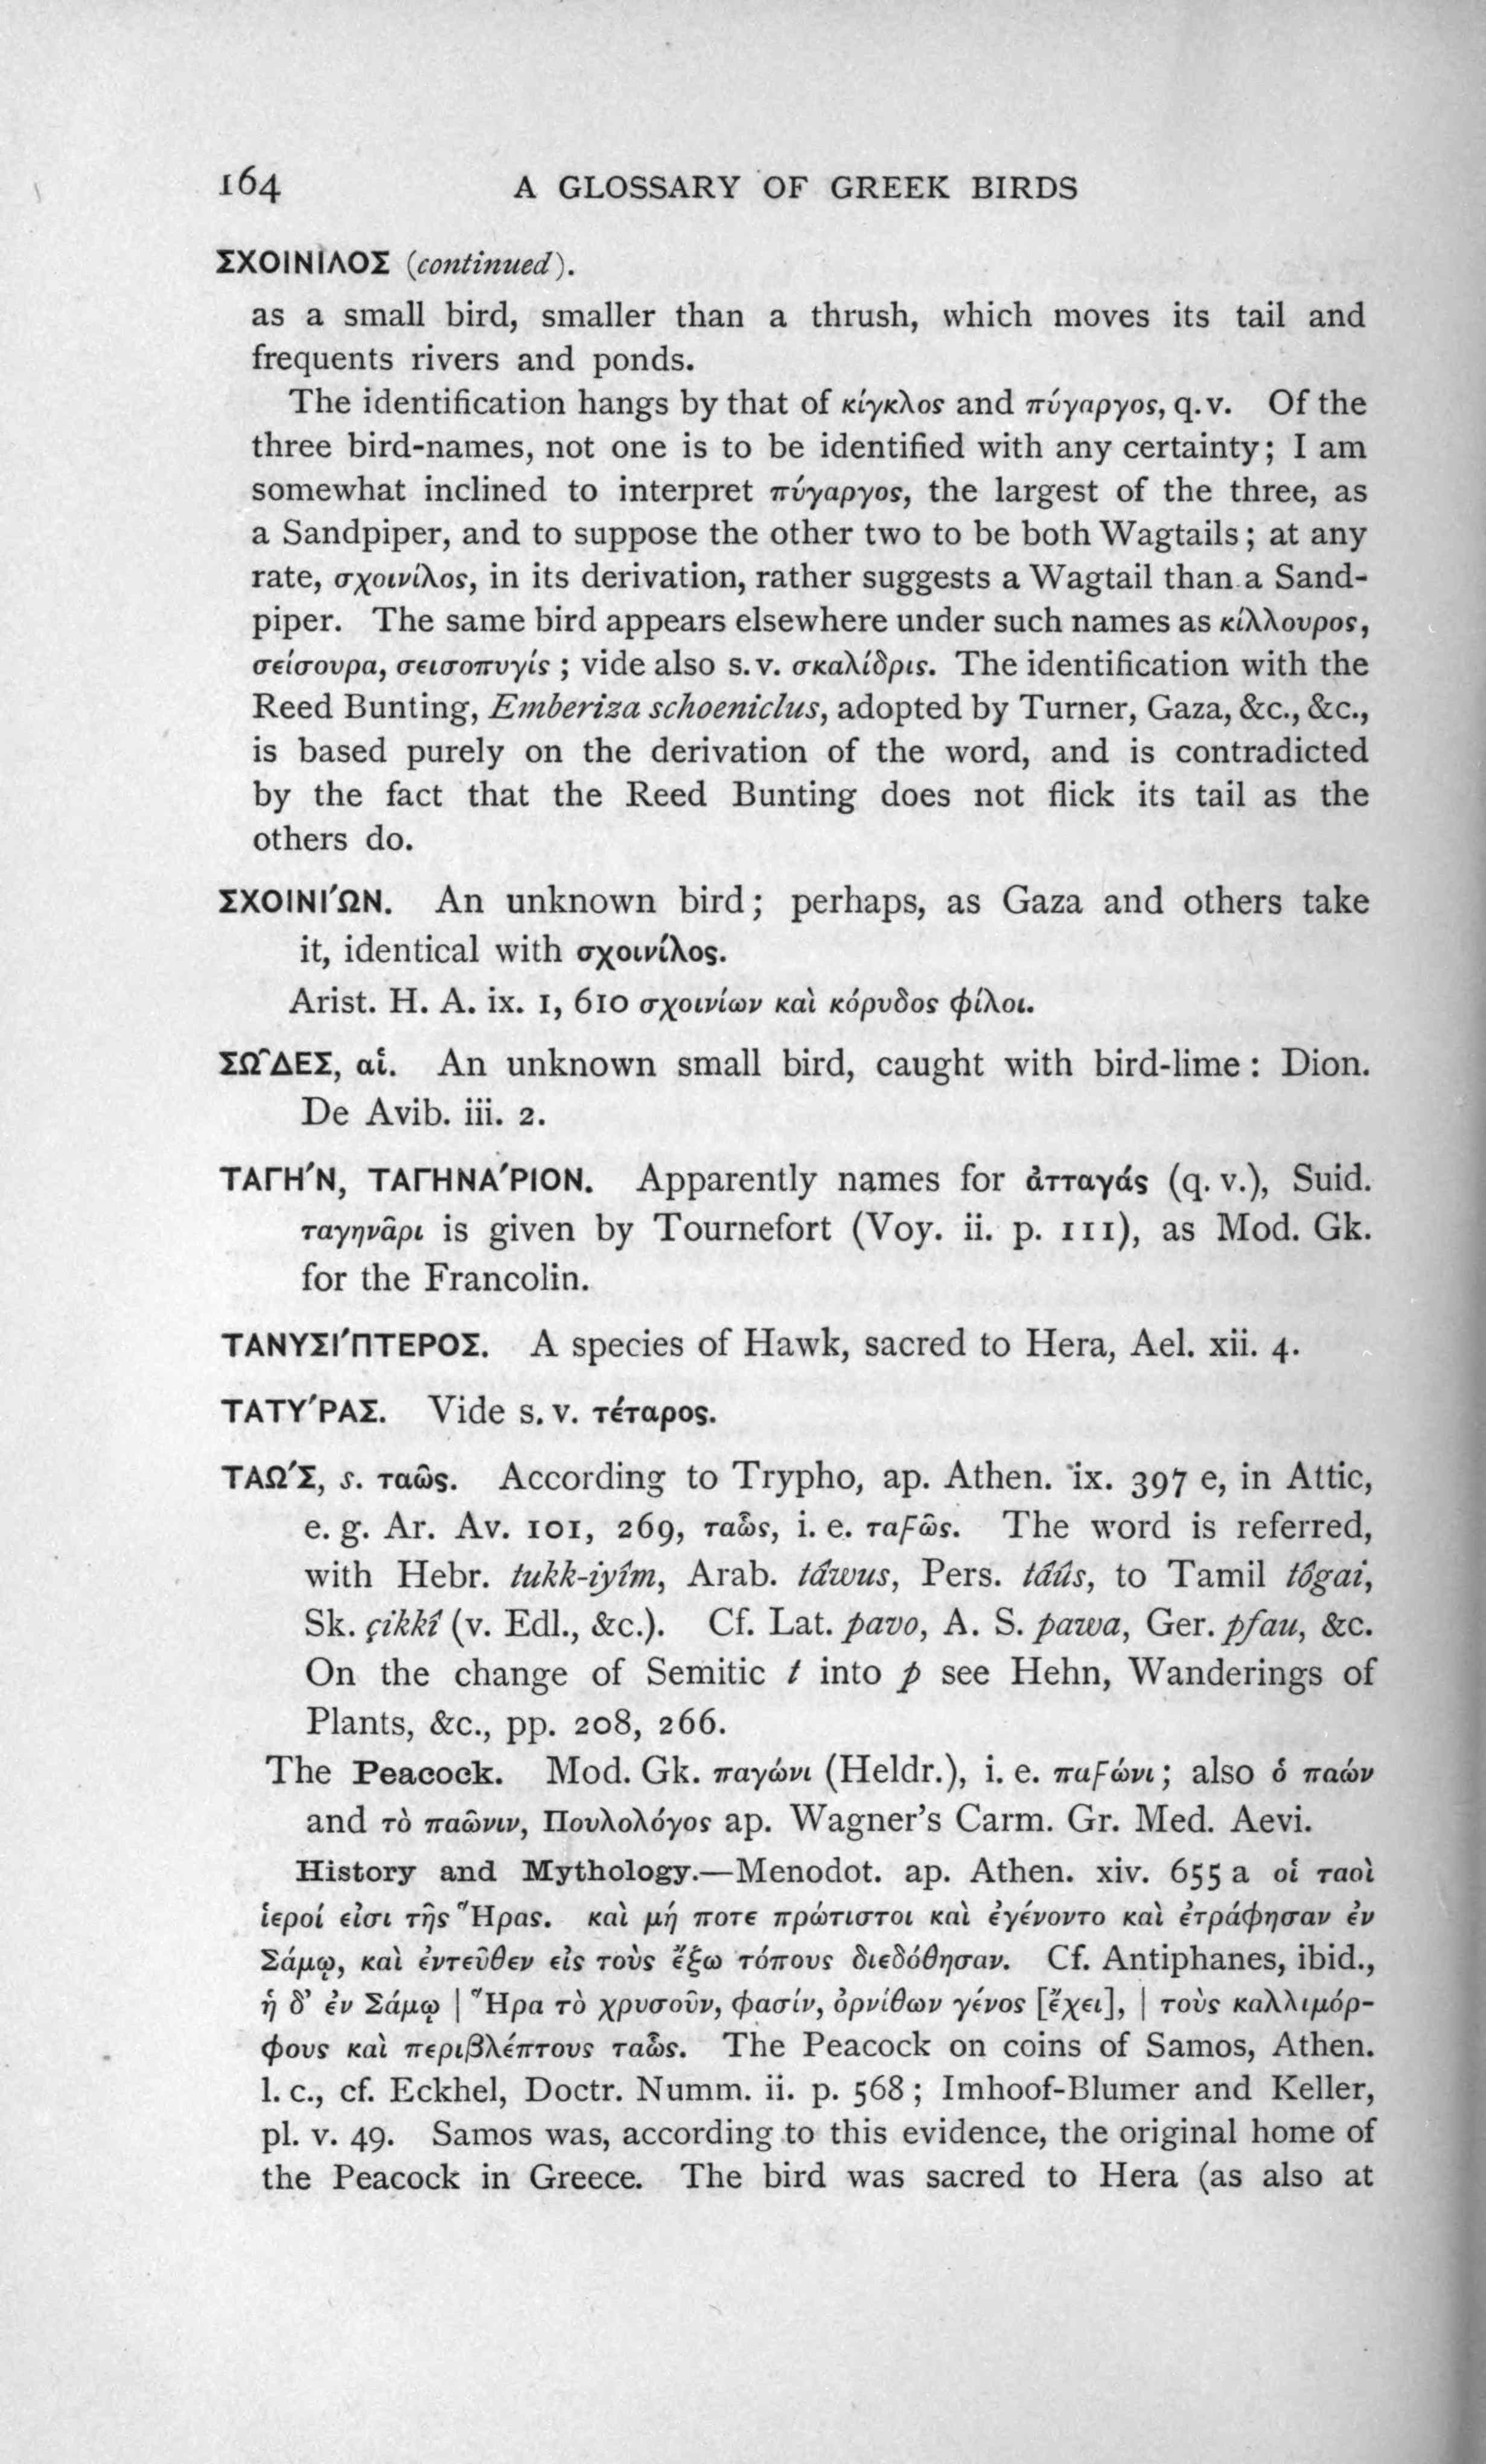 164 A GLOSSARY OF GREEK BIRDS
ΣΧΟΙΝΙΛΟΣ (continued).
as a small bird, smaller than a thrush, which moves its tail and
frequents rivers and ponds.
The identification hangs by that of κίγκλος and πύγαργος, q. v. Of the
three bird-names, not one is to be identified with any certainty; I am
somewhat inclined to interpret πύγαργος, the largest of the three, as
a Sandpiper, and to suppose the other two to be both Wagtails; at any
rate, σχοινίλος, in its derivation, rather suggests a Wagtail than a Sand-
piper. The same bird appears elsewhere under such names as κίλλουρος,
σείσουρα, σεισοπυγίς; vide also s. v. σκαλίδρις. The identification with the
Reed Bunting, Emberiza schoeniclus, adopted by Turner, Gaza, &c., &c.,
is based purely on the derivation of the word, and is contradicted
by the fact that the Reed Bunting does not flick its tail as the
others do.
ΣΧΟΙΝΙ´ΩΝ. An unknown bird; perhaps, as Gaza and others take
it, identical with σχοινίλος.
Arist. H. A. ix. 1, 610 σχοινίων καὶ κόρυδος φίλοι.
ΣΩ῀ΔΕΣ, αἱ. An unknown small bird, caught with bird-lime: Dion.
De Avib. iii. 2.
ΤΑΓΗ´Ν, ΤΑΓΗΝΑ´ΡΙΟΝ. Apparently names for ἀτταγάς (q. v.), Suid.
ταγηνᾶρι is given by Tournefort (Voy. ii. p. 111), as Mod. Gk.
for the Francolin.
ΤΑΝΥΣΙ´ΠΤΕΡΟΣ. A species of Hawk, sacred to Hera, Ael. xii. 4.
ΤΑΤΥ´ΡΑΣ. Vide s. v. τέταρος.
ΤΑΩ´Σ, s. ταῶς. According to Trypho, ap. Athen. ix. 397 e, in Attic,
e. g. Ar. Av. 101, 269, ταὧς, i. e. ταϝῶς. The word is referred,
with Hebr. tukk-iyîm, Arab. tâwus, Pers. tâûs, to Tamil tôgai,
Sk. çikkî (v. Edl., &c.). Cf. Lat. pavo, A. S. pawa, Ger. pfau, &c.
On the change of Semitic t into p see Hehn, Wanderings of
Plants, &c., pp. 208, 266.
The Peacock. Mod. Gk. παγώνι (Heldr.), i. e. παϝώνι; also ὁ παών
and τὸ παῶνιν, Πουλολόγος ap. Wagner's Carm. Gr. Med. Aevi.
History and Mythology.—Menodot. ap. Athen. xiv. 655 a οἱ ταοὶ
ἱεροί εἰσι τῆς Ἥρας. καὶ μή ποτε πρώτιστοι καὶ ἐγένοντο καὶ ἐτράφησαν ἐν
Σάμῳ, καὶ ἐντεῦθεν εἰς τοὺς ἔξω τόπους διεδόθησαν. Cf. Antiphanes, ibid.,
ἡ δ' ἐν Σάμῳ | Ἥρα τὸ χρυσοῦν, φασίν, ὀρνίθων γένος [ἔχει], | τοὺς καλλιμόρ-
φους καὶ περιβλέπτους ταὧς. The Peacock on coins of Samos, Athen.
l. c., cf. Eckhel, Doctr. Numm. ii. p. 568; Imhoof-Blumer and Keller,
pl. v. 49. Samos was, according to this evidence, the original home of
the Peacock in Greece. The bird was sacred to Hera (as also at